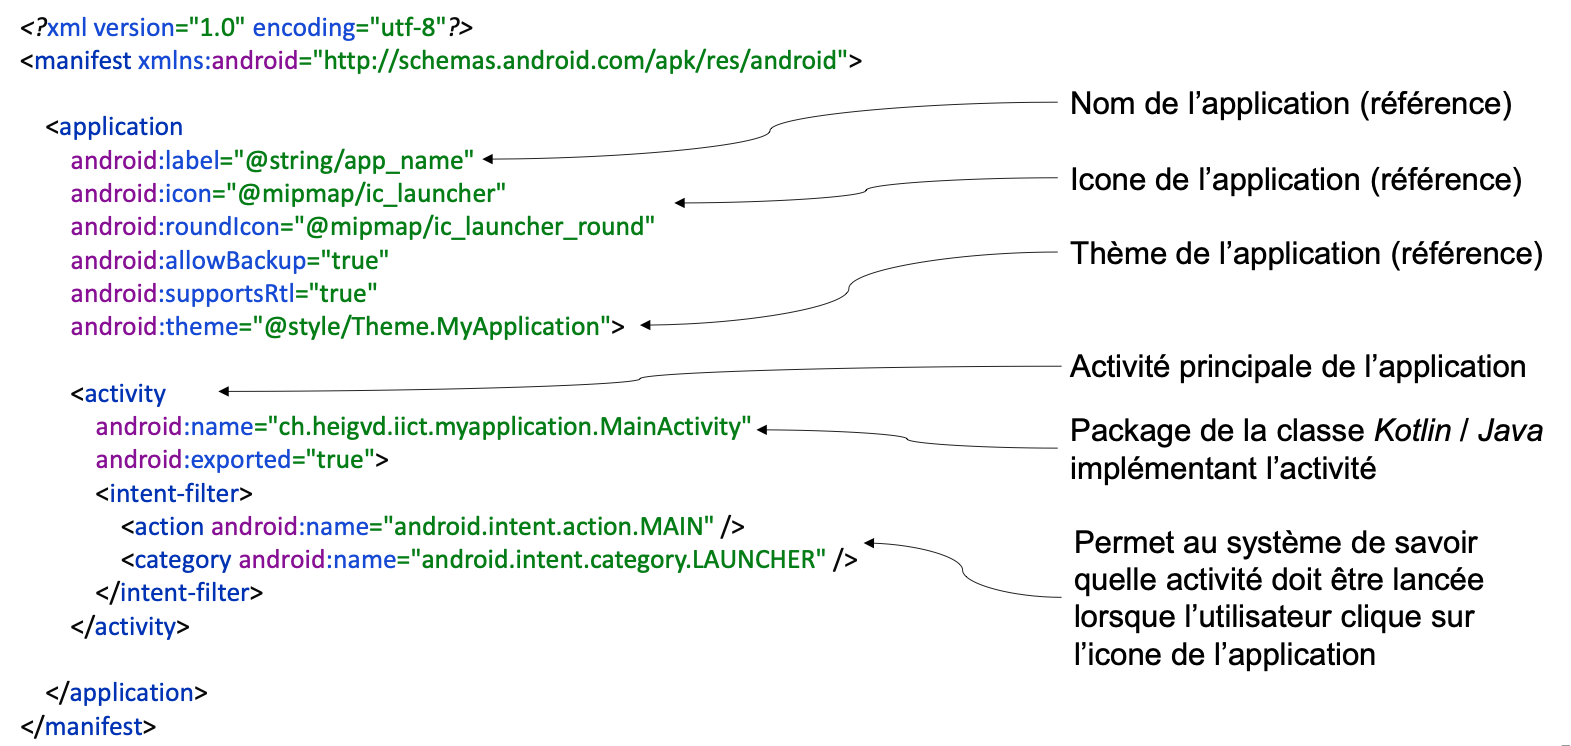 <?xml version="1.0" encoding="utf-8"?>
<manifest xmlns:android="http://schemas.android.com/apk/res/android">
<application
android:label="@string/app_name"
android:icon="@mipmap/ic_launcher"
android:roundIcon="@mipmap/ic_launcher_round"
android:allowBackup="true"
android:supportsRtl="true"
android:theme="@style/Theme.MyApplication">
<activity
android:name="ch.heigvd.iict.myapplication.MainActivity"
android:exported="true">
<intent-filter>
<action android:name="android.intent.action.MAIN" />
<category android:name="android.intent.category.LAUNCHER" />
</intent-filter>
</activity>
</application>
</manifest>
Nom de l’application (référence)
Icone de l’application (référence)
Thème de l’application (référence)
Activité principale de l’application
Package de la classe Kotlin / Java
implémentant l’activité
Permet au système de savoir
quelle activité doit être lancée
lorsque l’utilisateur clique sur
l’icone de l’application